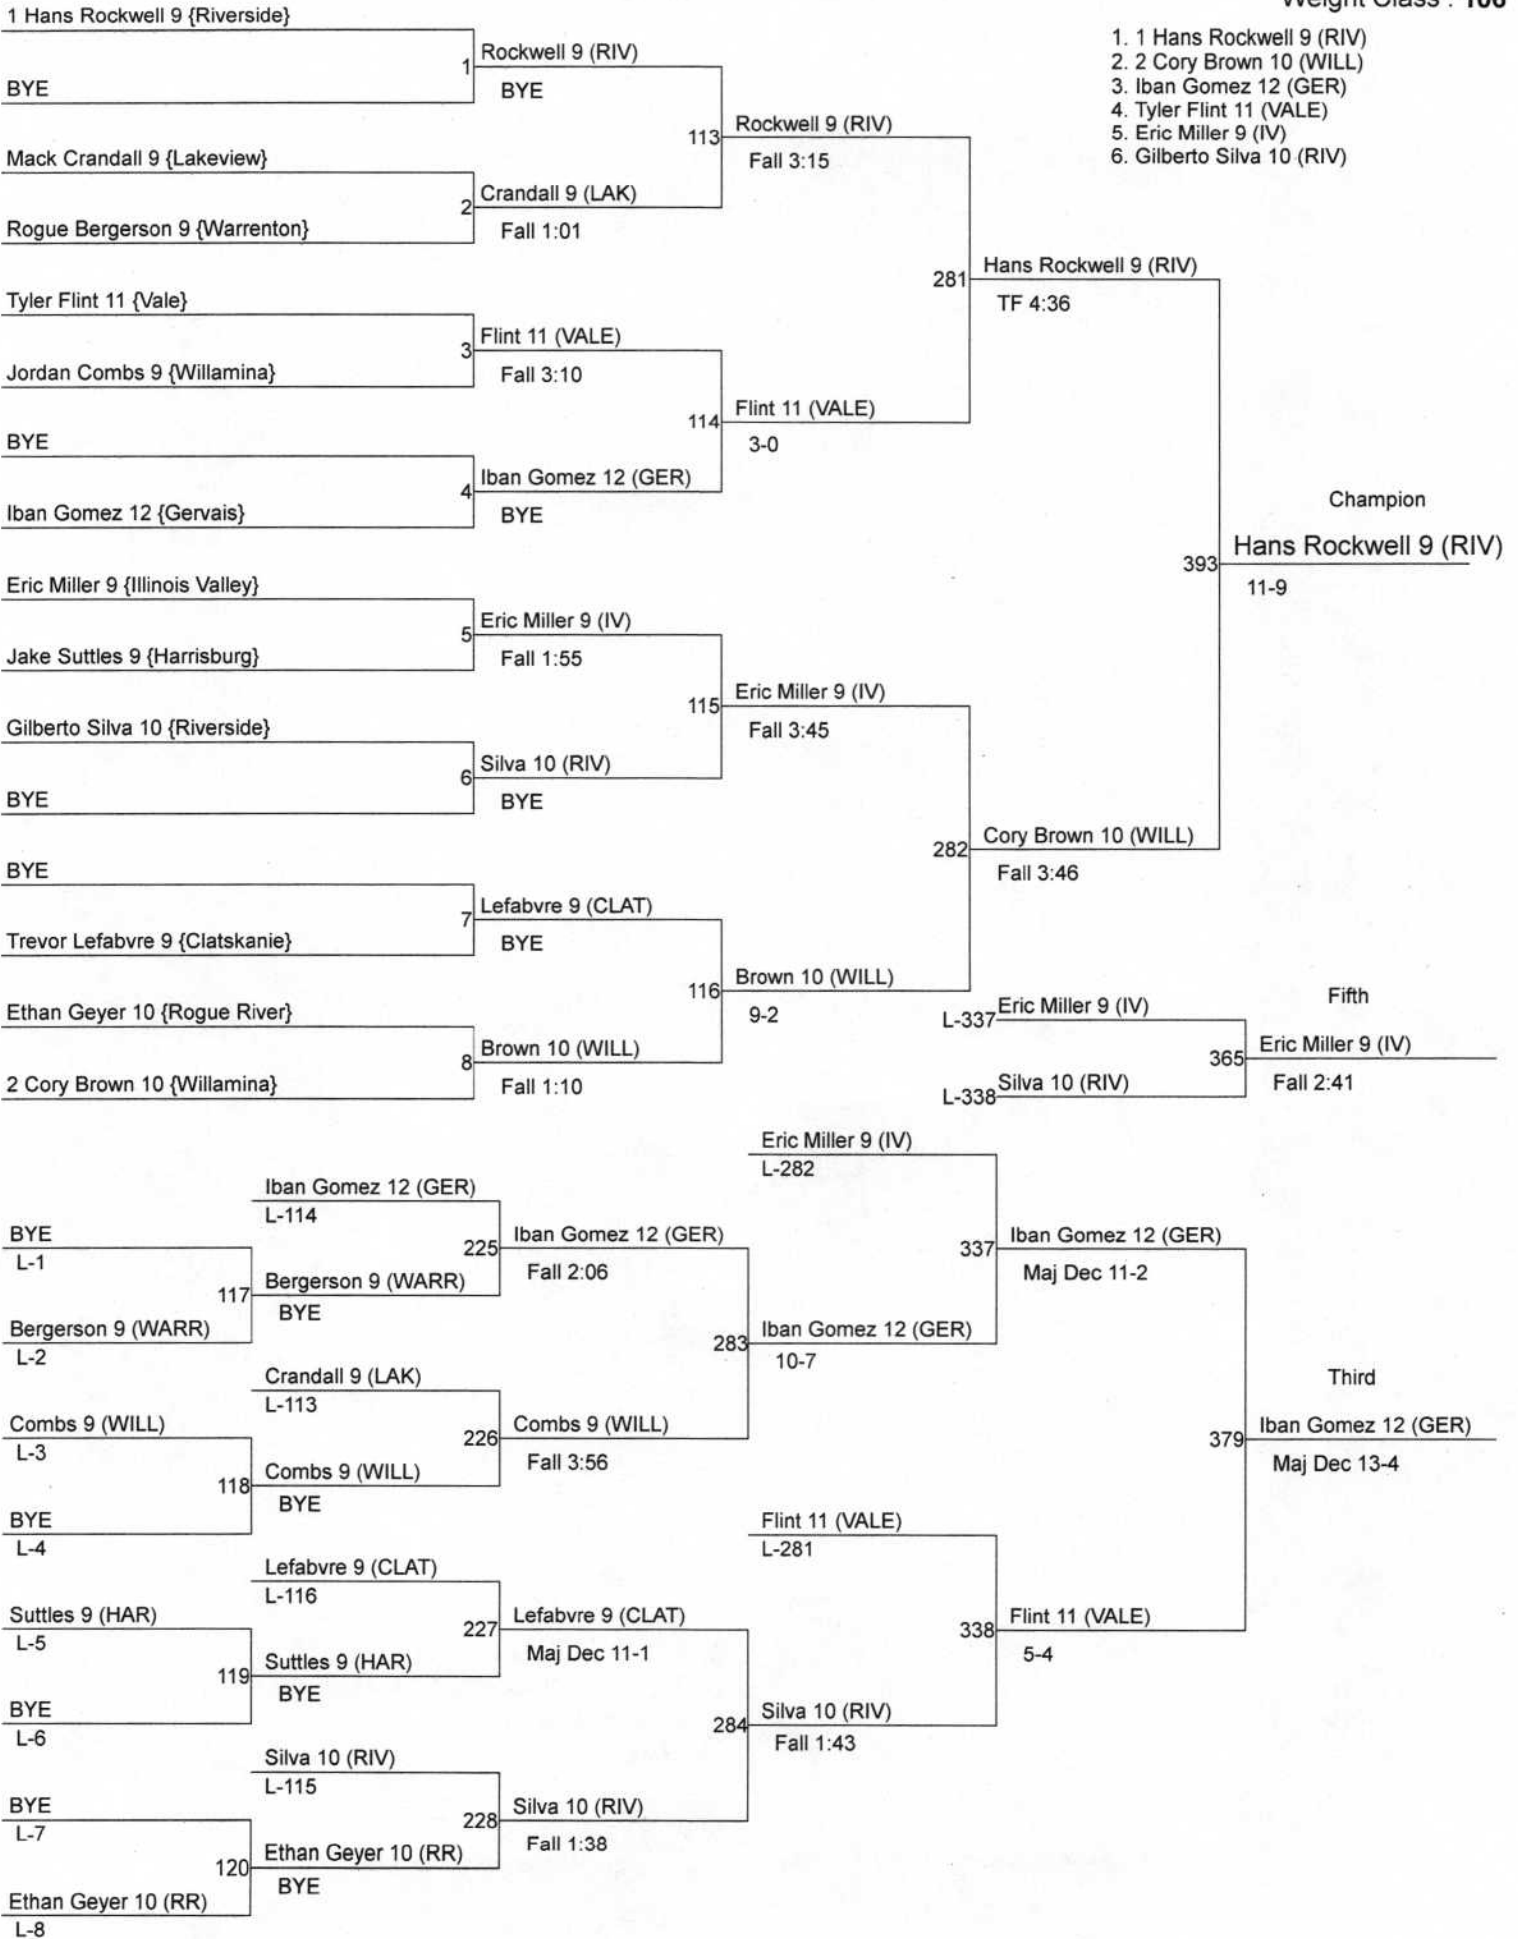 Weight Class : 106
1. 1 Hans Rockwell 9 (RIV)
2. 2 Cory Brown 10 (WILL)
3. Iban Gomez 12 (GER)
4. Tyler Flint 11 (VALE)
5. Eric Miller 9 (IV)
6. Gilberto Silva 10 (RIV)
1 Hans Rockwell 9 {Riverside}
BYE
Mack Crandall 9 {Lakeview}
Rogue Bergerson 9 {Warrenton}
Tyler Flint 11 {Vale}
Jordan Combs 9 {Willamina}
BYE
Iban Gomez 12 {Gervais}
Eric Miller 9 {Illinois Valley}
Jake Suttles 9 {Harrisburg}
Gilberto Silva 10 {Riverside}
BYE
BYE
Trevor Lefabvre 9 {Clatskanie}
Ethan Geyer 10 {Rogue River}
2 Cory Brown 10 {Willamina}
1
Rockwell 9 (RIV)
BYE
2
Crandall 9 (LAK)
Fall 1:01
3
Flint 11 (VALE)
Fall 3:10
4
Iban Gomez 12 (GER)
BYE
5
Eric Miller 9 (IV)
Fall 1:55
6
Silva 10 (RIV)
BYE
7
Lefabvre 9 (CLAT)
BYE
8
Brown 10 (WILL)
Fall 1:10
113
Rockwell 9 (RIV)
Fall 3:15
114
Flint 11 (VALE)
3-0
115
Eric Miller 9 (IV)
Fall 3:45
116
Brown 10 (WILL)
9-2
281
Hans Rockwell 9 (RIV)
TF 4:36
282
Cory Brown 10 (WILL)
Fall 3:46
Champion
393
Hans Rockwell 9 (RIV)
11-9
Fifth
L-337
Eric Miller 9 (IV)
L-338
Silva 10 (RIV)
365
Eric Miller 9 (IV)
Fall 2:41
BYE
L-1
Bergerson 9 (WARR)
L-2
Combs 9 (WILL)
L-3
BYE
L-4
Suttles 9 (HAR)
L-5
BYE
L-6
BYE
L-7
Ethan Geyer 10 (RR)
L-8
Iban Gomez 12 (GER)
L-114
117
Bergerson 9 (WARR)
BYE
Crandall 9 (LAK)
L-113
118
Combs 9 (WILL)
BYE
Lefabvre 9 (CLAT)
L-116
119
Suttles 9 (HAR)
BYE
Silva 10 (RIV)
L-115
120
Ethan Geyer 10 (RR)
BYE
225
Iban Gomez 12 (GER)
Fall 2:06
226
Combs 9 (WILL)
Fall 3:56
227
Lefabvre 9 (CLAT)
Maj Dec 11-1
228
Silva 10 (RIV)
Fall 1:38
Eric Miller 9 (IV)
L-282
283
Iban Gomez 12 (GER)
10-7
Flint 11 (VALE)
L-281
284
Silva 10 (RIV)
Fall 1:43
337
Iban Gomez 12 (GER)
Maj Dec 11-2
338
Flint 11 (VALE)
5-4
Third
379
Iban Gomez 12 (GER)
Maj Dec 13-4